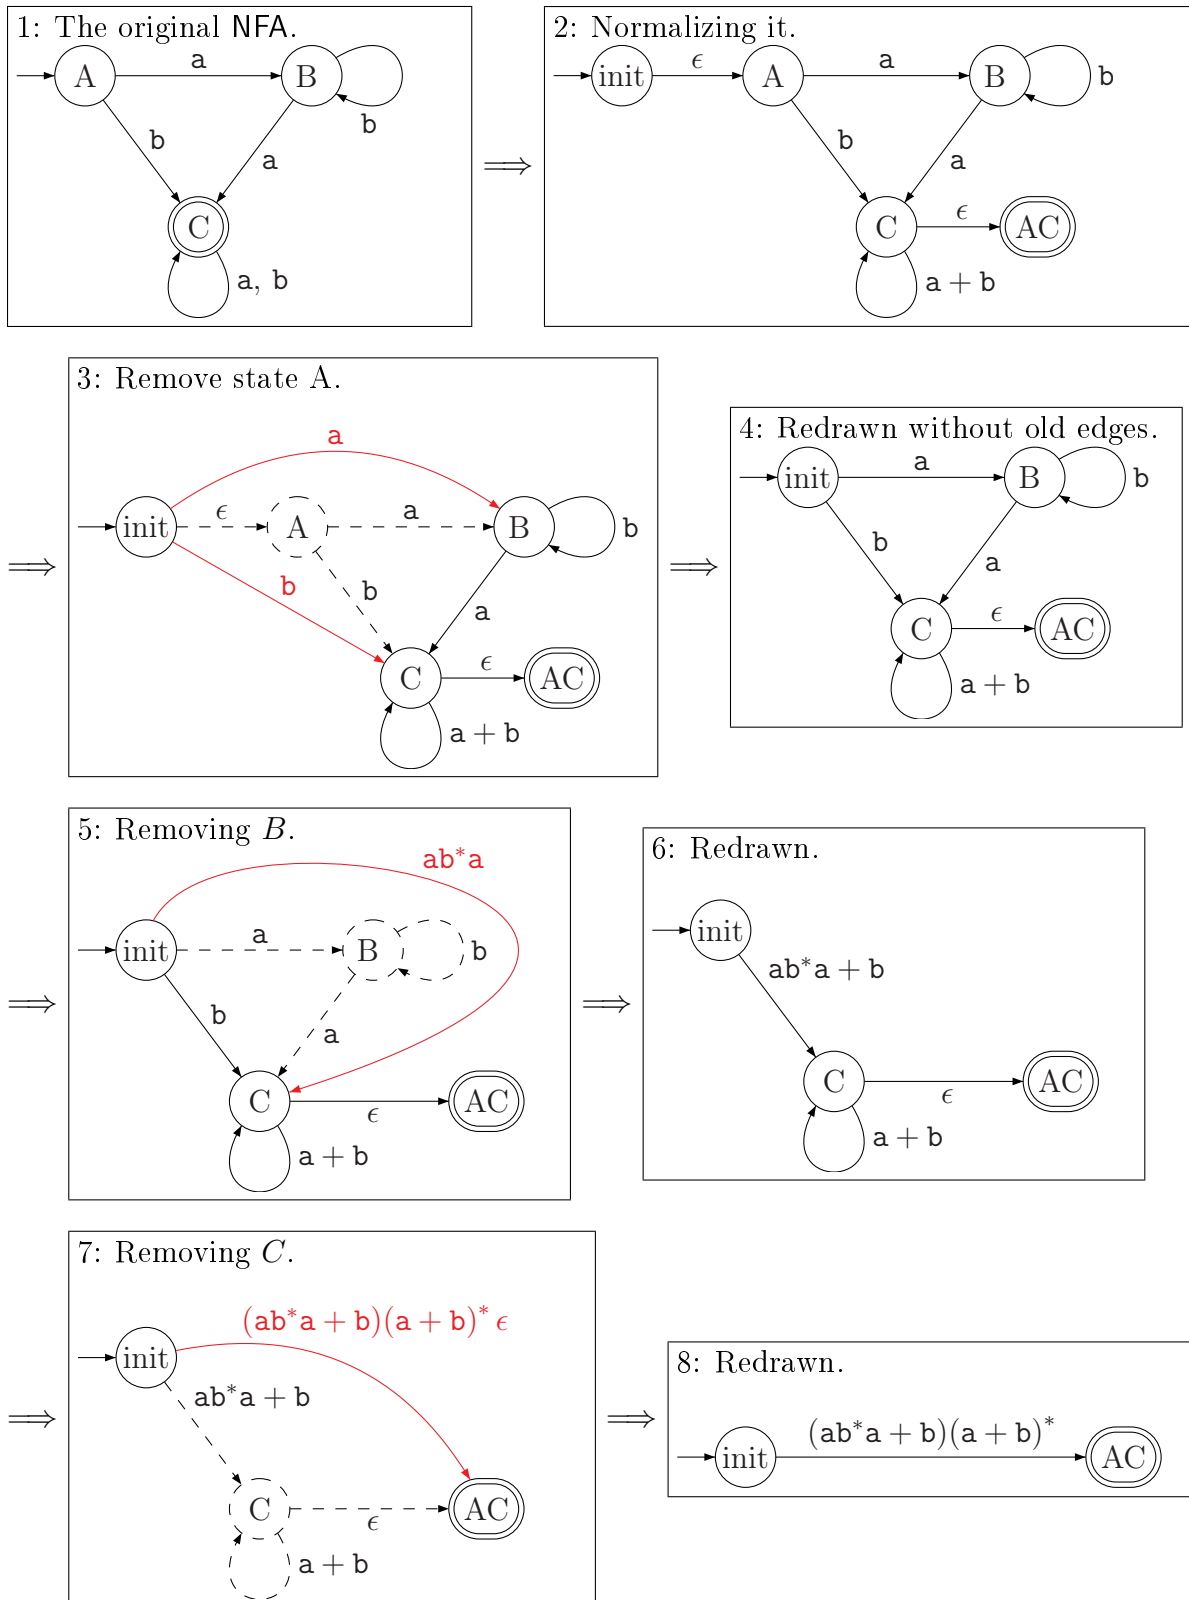 1: The original NFA.
A a B b
b a
C
a, b
⟹
2: Normalizing it.
init ϵ A a B b
b a
C ϵ AC
a + b
⟹
3: Remove state A.
a
init ϵ A a B b
b b a
C ϵ AC
a + b
⟹
4: Redrawn without old edges.
init a B b
b a
C ϵ AC
a + b
⟹
5: Removing B.
ab*a
init a B b
b a
C ϵ AC
a + b
⟹
6: Redrawn.
init
ab*a + b
C ϵ AC
a + b
⟹
7: Removing C.
(ab*a + b)(a + b)* ϵ
init
ab*a + b
C ϵ AC
a + b
⟹
8: Redrawn.
(ab*a + b)(a + b)*
init AC